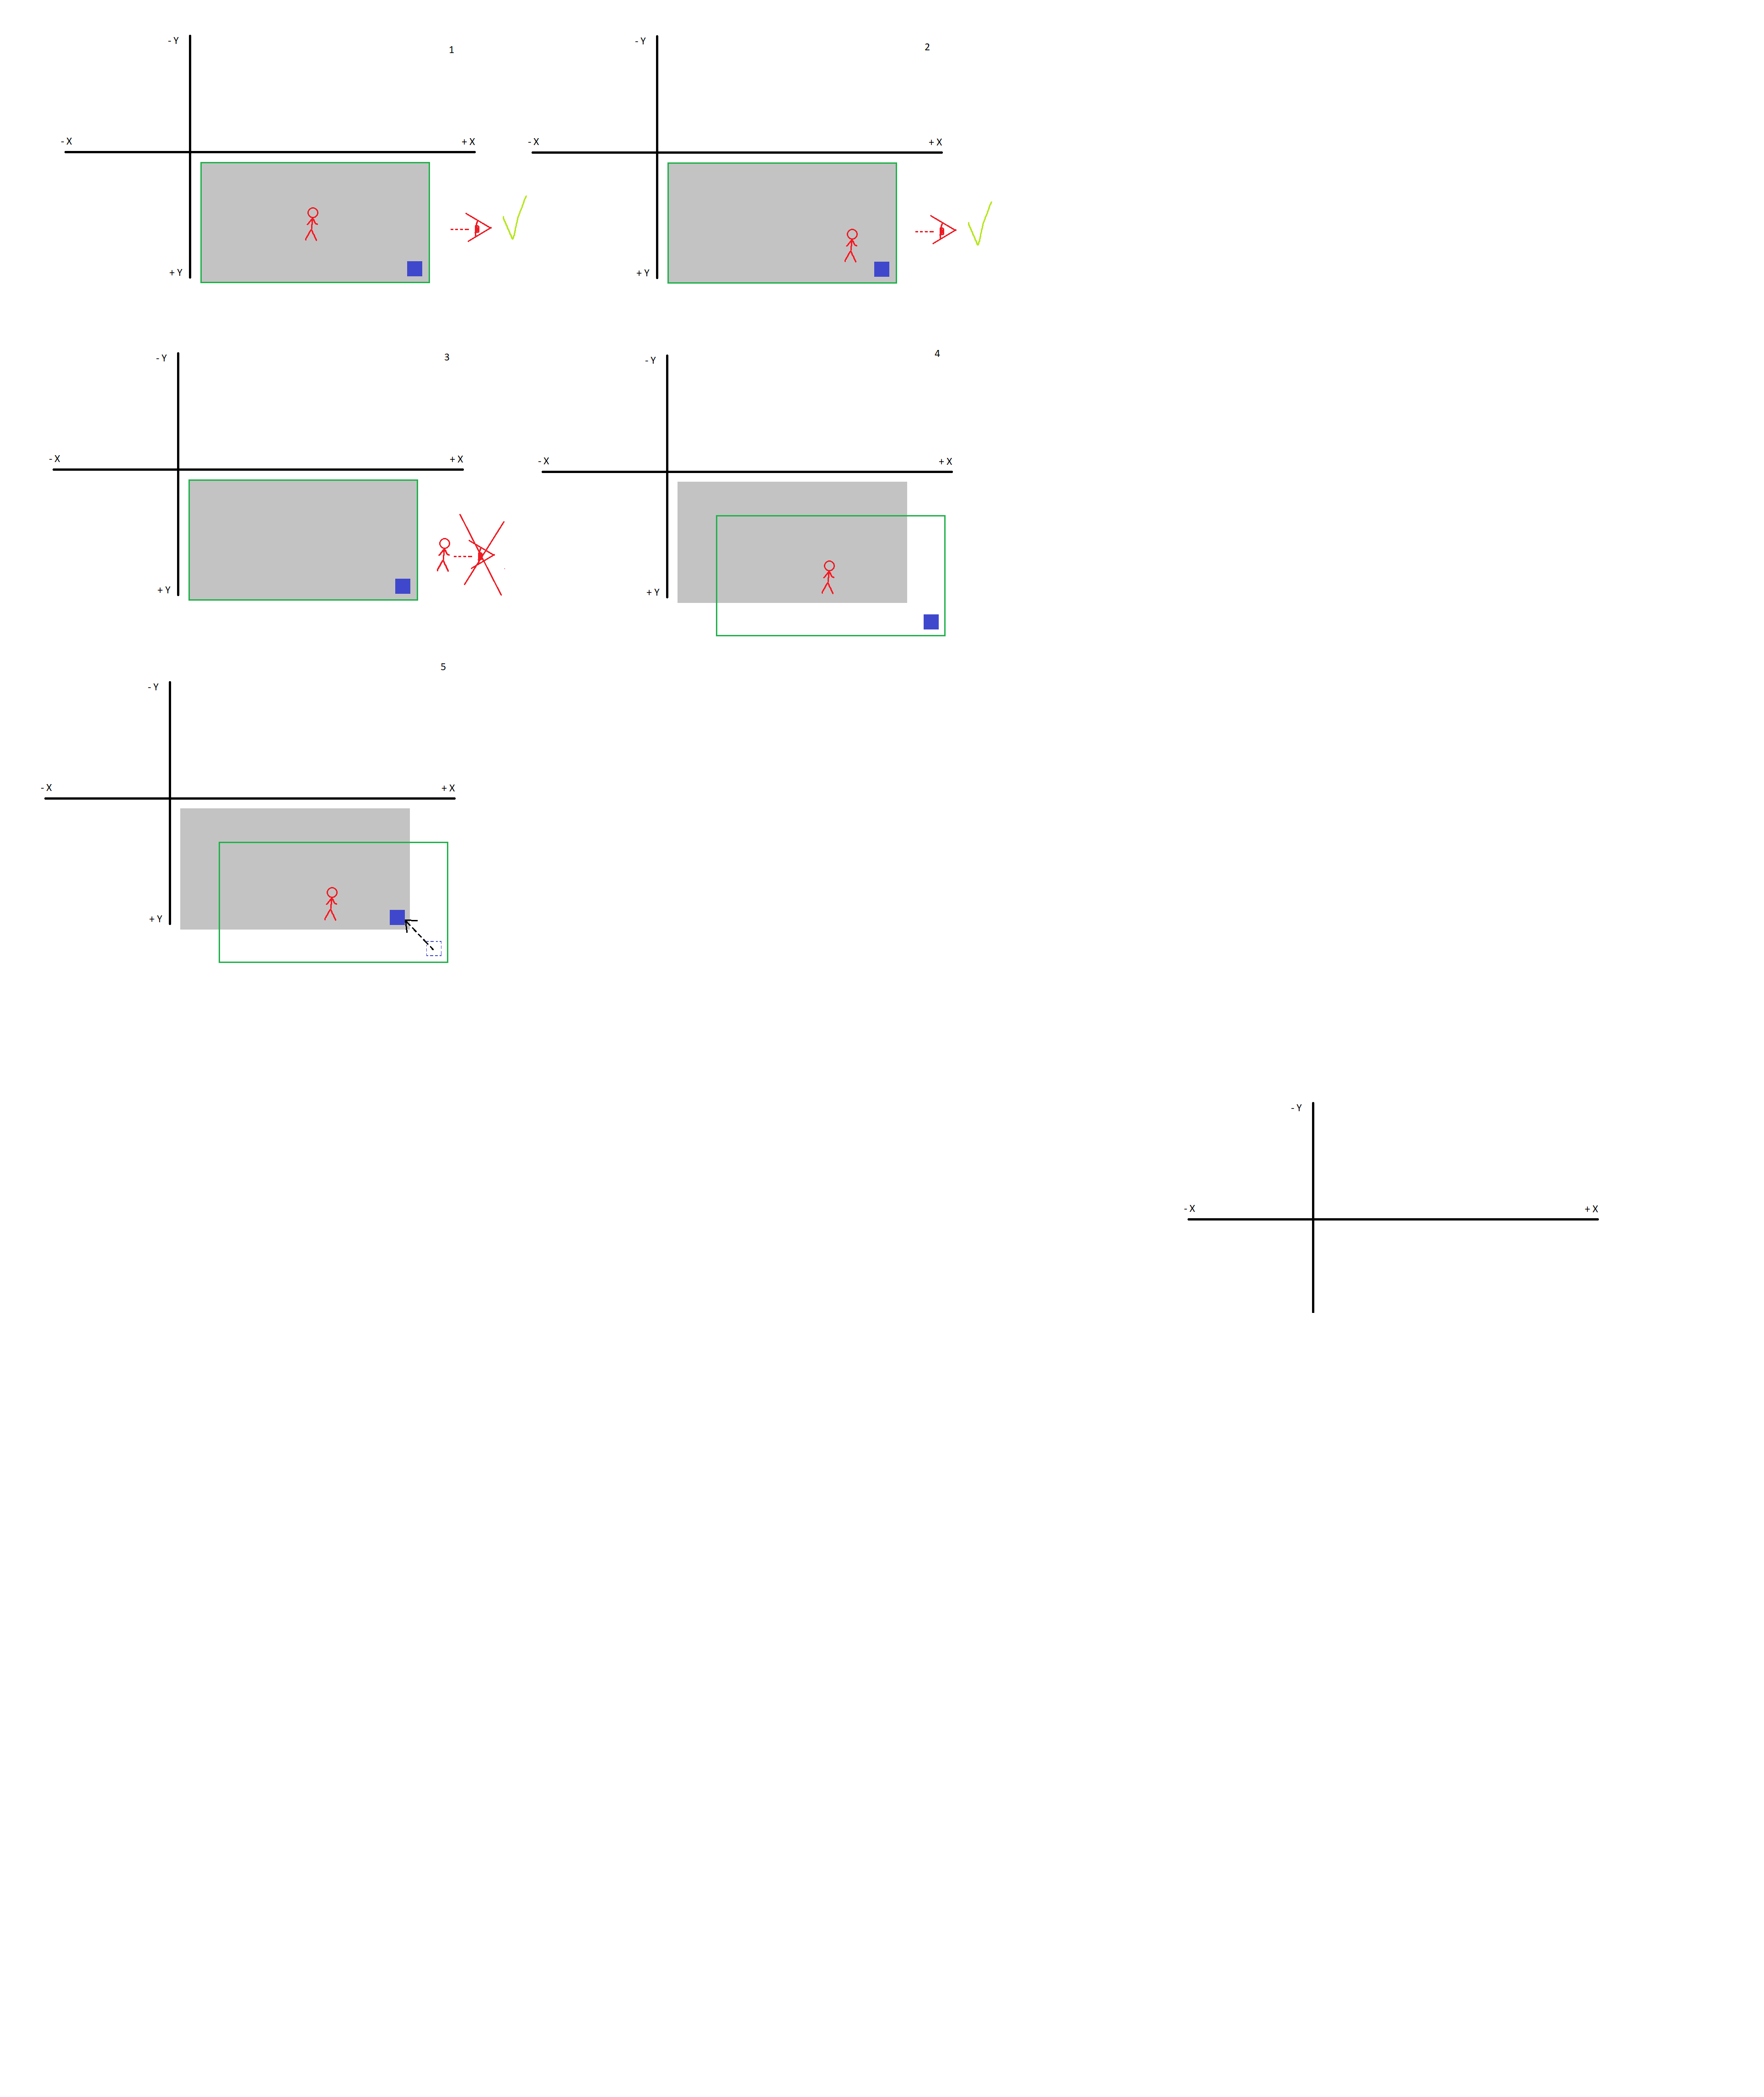 - Y
1
- X
+ X
+ Y
- Y
2
- X
+ X
+ Y
- Y
3
- X
+ X
+ Y
- Y
4
- X
+ X
+ Y
5
- Y
- X
+ X
+ Y
- Y
- X
+ X